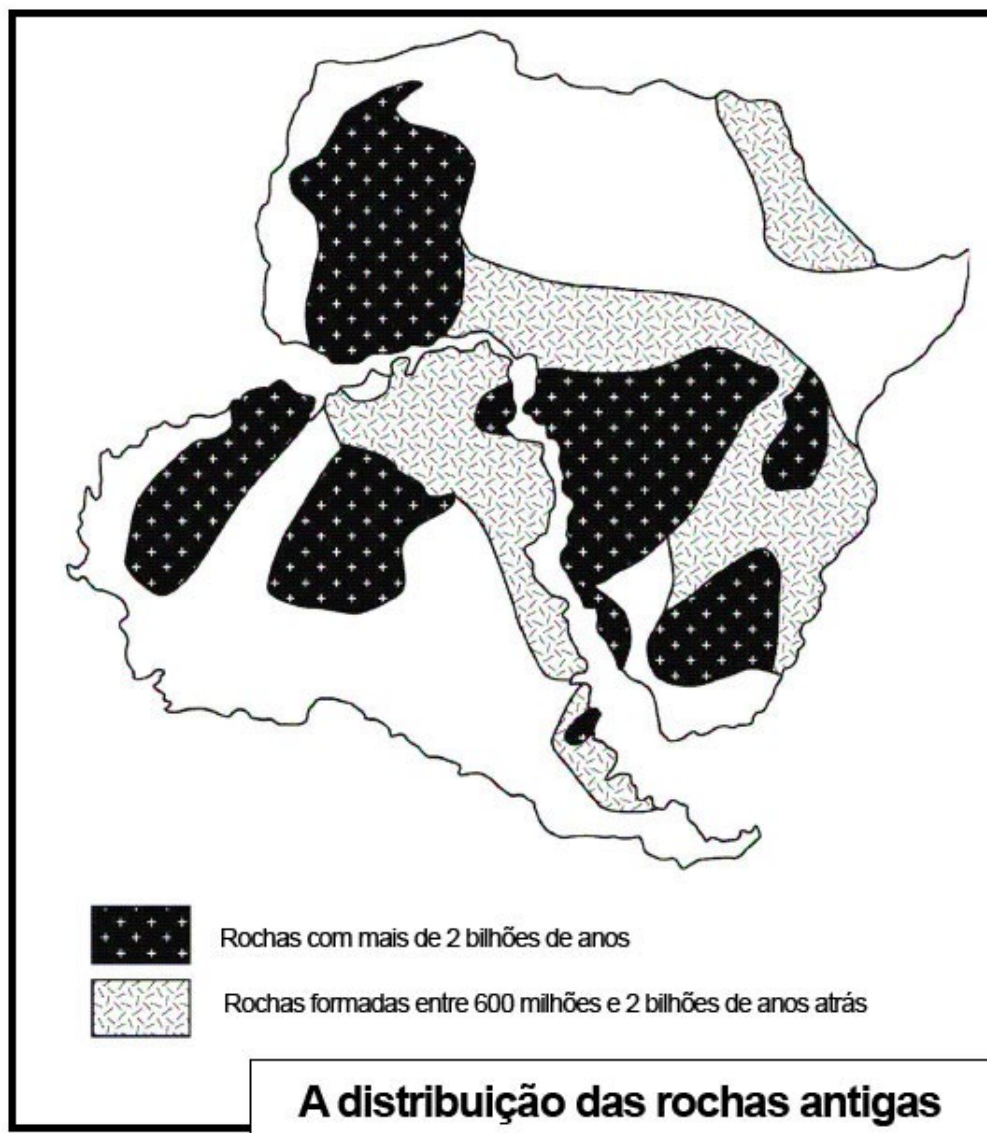 Rochas com mais de 2 bilhões de anos
Rochas formadas entre 600 milhões e 2 bilhões de anos atrás
A distribuição das rochas antigas